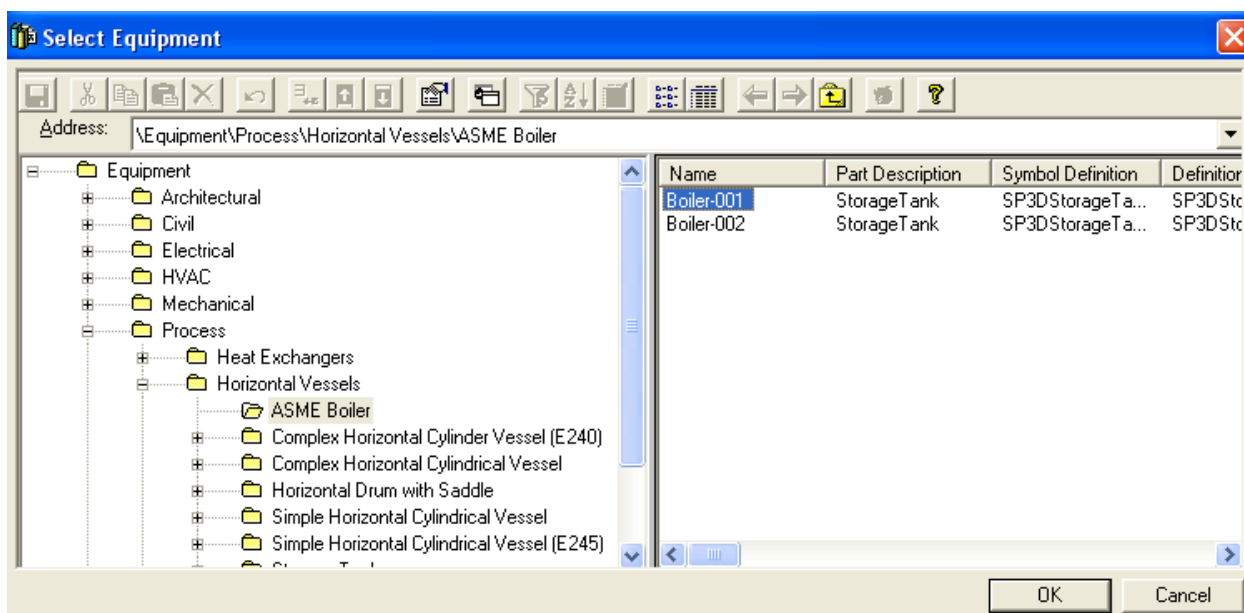 Select Equipment
Address: \Equipment\Process\Horizontal Vessels\ASME Boiler
Equipment
Architectural
Civil
Electrical
HVAC
Mechanical
Process
Heat Exchangers
Horizontal Vessels
ASME Boiler
Complex Horizontal Cylinder Vessel (E240)
Complex Horizontal Cylindrical Vessel
Horizontal Drum with Saddle
Simple Horizontal Cylindrical Vessel
Simple Horizontal Cylindrical Vessel (E245)
Name Part Description Symbol Definition Definition
Boiler-001 StorageTank SP3DStorageTa... SP3DSto
Boiler-002 StorageTank SP3DStorageTa... SP3DSto
OK Cancel